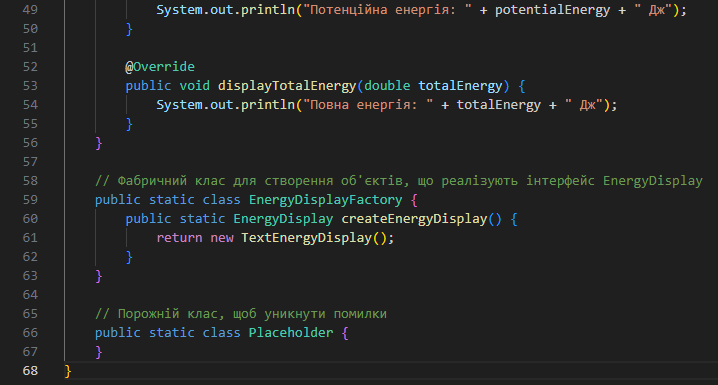 49 System.out.println("Потенційна енергія: " + potentialEnergy + " Дж");
50 }
51
52 @Override
53 public void displayTotalEnergy(double totalEnergy) {
54 System.out.println("Повна енергія: " + totalEnergy + " Дж");
55 }
56 }
57
58 // Фабричний клас для створення об'єктів, що реалізують інтерфейс EnergyDisplay
59 public static class EnergyDisplayFactory {
60 public static EnergyDisplay createEnergyDisplay() {
61 return new TextEnergyDisplay();
62 }
63 }
64
65 // Порожній клас, щоб уникнути помилки
66 public static class Placeholder {
67 }
68 }